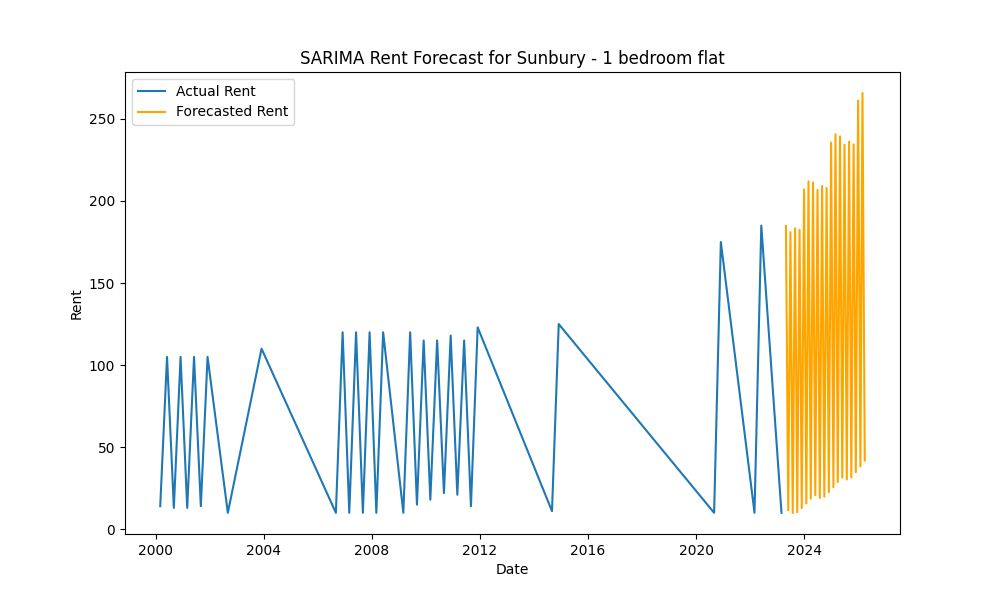 SARIMA Rent Forecast for Sunbury - 1 bedroom flat
Actual Rent
Forecasted Rent
250
200
150
100
50
0
Rent
2000 2004 2008 2012 2016 2020 2024
Date